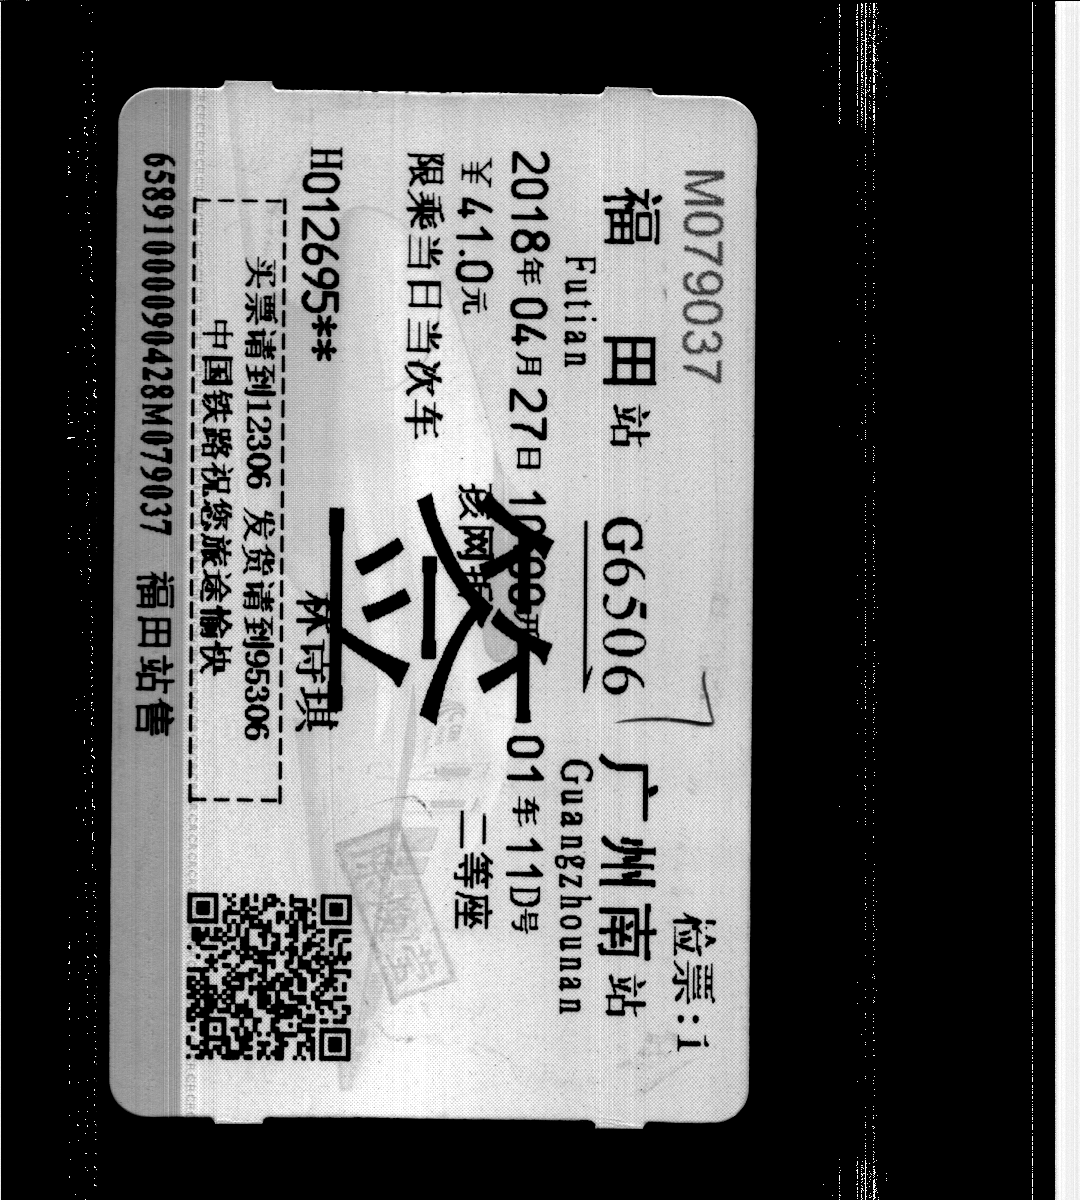 M079037
检票:1
福田站 G6506 广州南站
Futian Guangzhounan
2018年04月27日 开 01车11D号
¥41.0元 网 二等座
限乘当日当次车
签
H012695** 林诗琪
买票请到12306 发货请到95306
中国铁路祝您旅途愉快
65891000090428M079037 福田站售